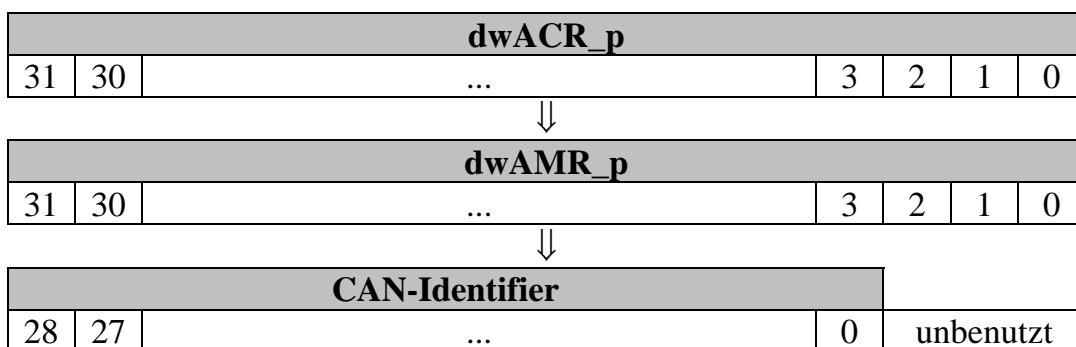 dwACR_p
31 30 ... 3 2 1 0
⇓
dwAMR_p
31 30 ... 3 2 1 0
⇓
CAN-Identifier
28 27 ... 0 unbenutzt